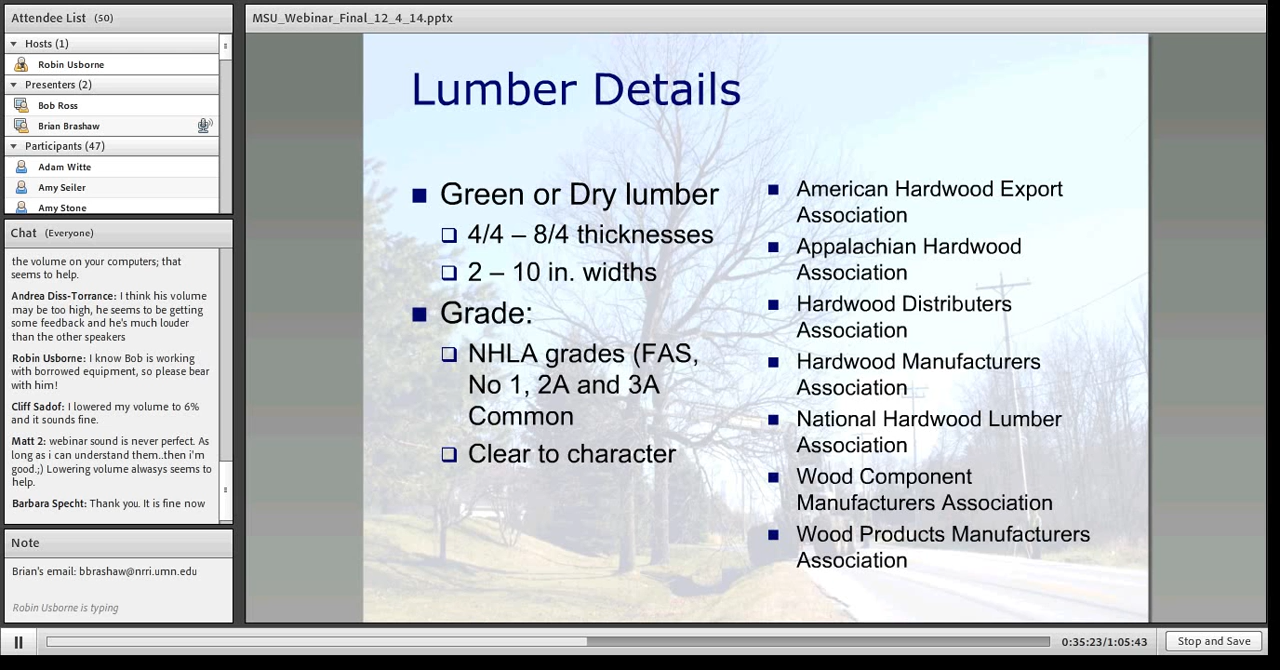 Attendee List (50)
Hosts (1)
Robin Usborne
Presenters (2)
Bob Ross
Brian Brashaw
Participants (47)
Adam Witte
Amy Seiler
Amy Stone
Chat (Everyone)
the volume on your computers; that
seems to help.
Andrea Diss-Torrance: I think his volume
may be too high, he seems to be getting
some feedback and he's much louder
than the other speakers
Robin Usborne: I know Bob is working
with borrowed equipment, so please bear
with him!
Cliff Sadof: I lowered my volume to 6%
and it sounds fine.
Matt 2: webinar sound is never perfect. As
long as i can understand them..then i'm
good.;) Lowering volume alwasys seems to
help.
Barbara Specht: Thank you. It is fine now
Note
Brian's email: bbrashaw@nrri.umn.edu
Robin Usborne is typing
MSU_Webinar_Final_12_4_14.pptx
Lumber Details
Green or Dry lumber
4/4 – 8/4 thicknesses
2 – 10 in. widths
Grade:
NHLA grades (FAS,
No 1, 2A and 3A
Common
Clear to character
American Hardwood Export
Association
Appalachian Hardwood
Association
Hardwood Distributers
Association
Hardwood Manufacturers
Association
National Hardwood Lumber
Association
Wood Component
Manufacturers Association
Wood Products Manufacturers
Association
0:35:23/1:05:43
Stop and Save